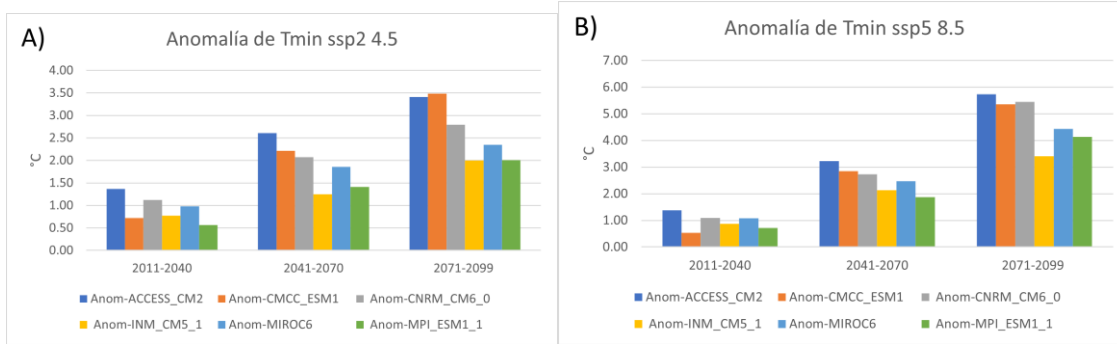 A)
Anomalía de Tmin ssp2 4.5
4.00
3.50
3.00
2.50
2.00
1.50
1.00
0.50
0.00
°C
2011-2040 2041-2070 2071-2099
Anom-ACCESS_CM2 Anom-CMCC_ESM1 Anom-CNRM_CM6_0
Anom-INM_CM5_1 Anom-MIROC6 Anom-MPI_ESM1_1
B)
Anomalía de Tmin ssp5 8.5
7.00
6.00
5.00
4.00
3.00
2.00
1.00
0.00
°C
2011-2040 2041-2070 2071-2099
Anom-ACCESS_CM2 Anom-CMCC_ESM1 Anom-CNRM_CM6_0
Anom-INM_CM5_1 Anom-MIROC6 Anom-MPI_ESM1_1